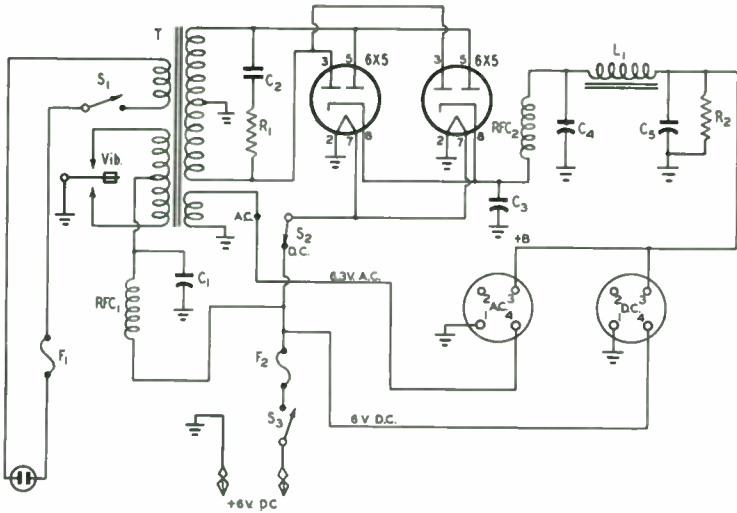 T
L₁
3 5 6X5
3 5 6X5
S₁
C₂
R₁
RFC₂
C₄
C₅
R₂
Vib.
2 7 8
2 7 8
C₃
A.C.
S₂
D.C.
+B
C₁
6.3V. A.C.
RFC₁
2 3
A.C.
1 4
2 3
D.C.
1 4
F₁
F₂
S₃
6 V. D.C.
+6V. DC